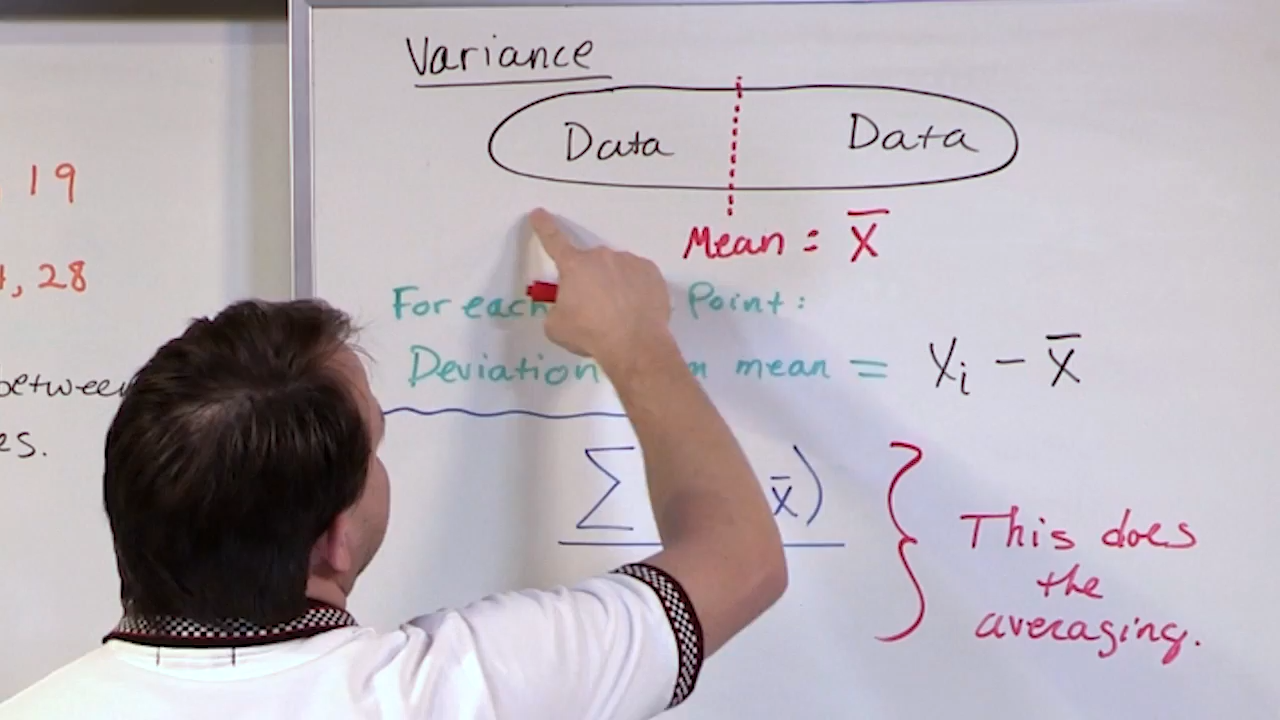 Variance
Data Data
Mean = x̄
For each Point:
Deviation mean = xᵢ - x̄
Σ x̄)
This does
the
averaging.
19
, 28
between
es.